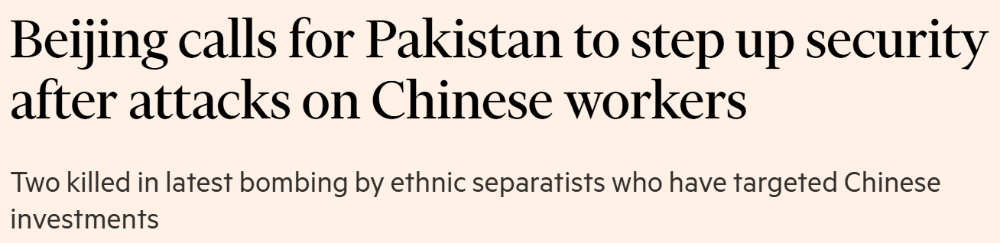 Beijing calls for Pakistan to step up security
after attacks on Chinese workers
Two killed in latest bombing by ethnic separatists who have targeted Chinese
investments